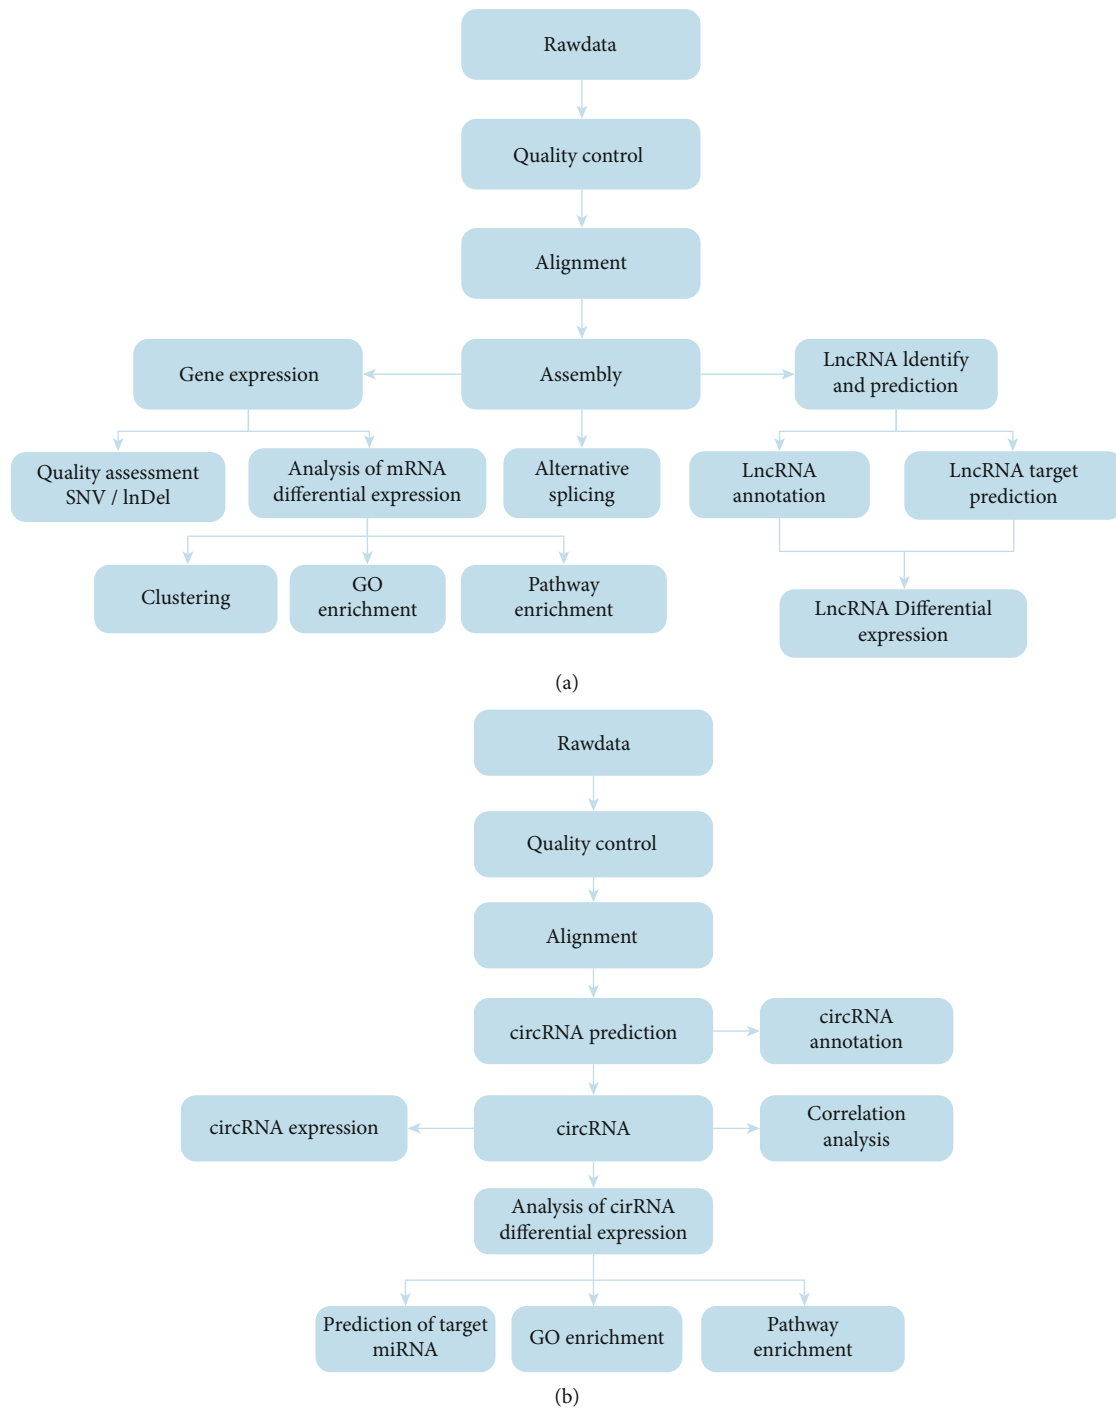 Rawdata
Quality control
Alignment
Gene expression
Assembly
LncRNA ldentify
and prediction
Quality assessment
SNV / lnDel
Analysis of mRNA
differential expression
Alternative
splicing
LncRNA
annotation
LncRNA target
prediction
Clustering
GO
enrichment
Pathway
enrichment
LncRNA Differential
expression
(a)
Rawdata
Quality control
Alignment
circRNA prediction
circRNA
annotation
circRNA expression
circRNA
Correlation
analysis
Analysis of cirRNA
differential expression
Prediction of target
miRNA
GO enrichment
Pathway
enrichment
(b)